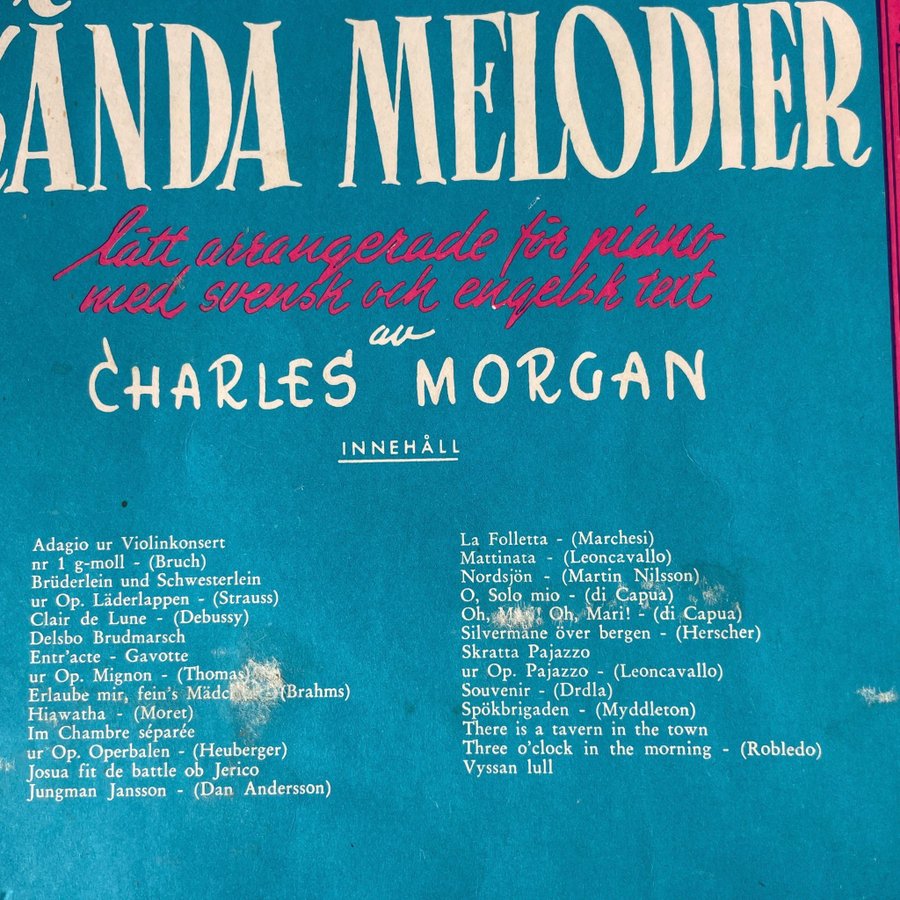 KÄNDA MELODIER
lätt arrangerade för piano
med svensk och engelsk text
av
CHARLES MORGAN
INNEHÅLL
Adagio ur Violinkonsert
nr 1 g-moll - (Bruch)
Brüderlein und Schwesterlein
ur Op. Läderlappen - (Strauss)
Clair de Lune - (Debussy)
Delsbo Brudmarsch
Entr'acte - Gavotte
ur Op. Mignon - (Thomas)
Erlaube mir, fein's - (Brahms)
Hiawatha - (Moret)
Im Chambre séparée
ur Op. Operbalen - (Heuberger)
Josua fit de battle ob Jerico
Jungman Jansson - (Dan Andersson)
La Folletta - (Marchesi)
Mattinata - (Leoncavallo)
Nordsjön - (Martin Nilsson)
O, Solo mio - (di Capua)
Oh, Oh, Mari! - (di Capua)
Silvermåne över bergen - (Herscher)
Skratta Pajazzo
ur Op. Pajazzo - (Leoncavallo)
Souvenir - (Drdla)
Spökbrigaden - (Myddleton)
There is a tavern in the town
Three o'clock in the morning - (Robledo)
Vyssan lull